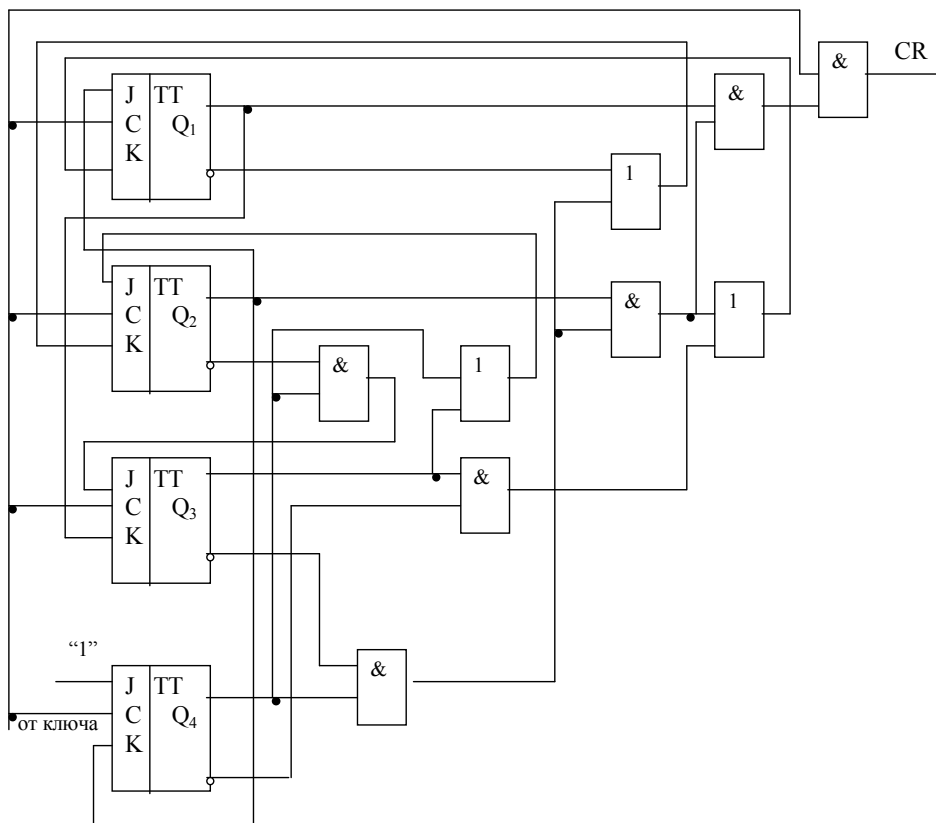 & CR
J TT &
C Q₁
K 1
J TT & 1
C Q₂
K & 1
J TT &
C Q₃
K
“1” &
J TT
C Q₄
от ключа K